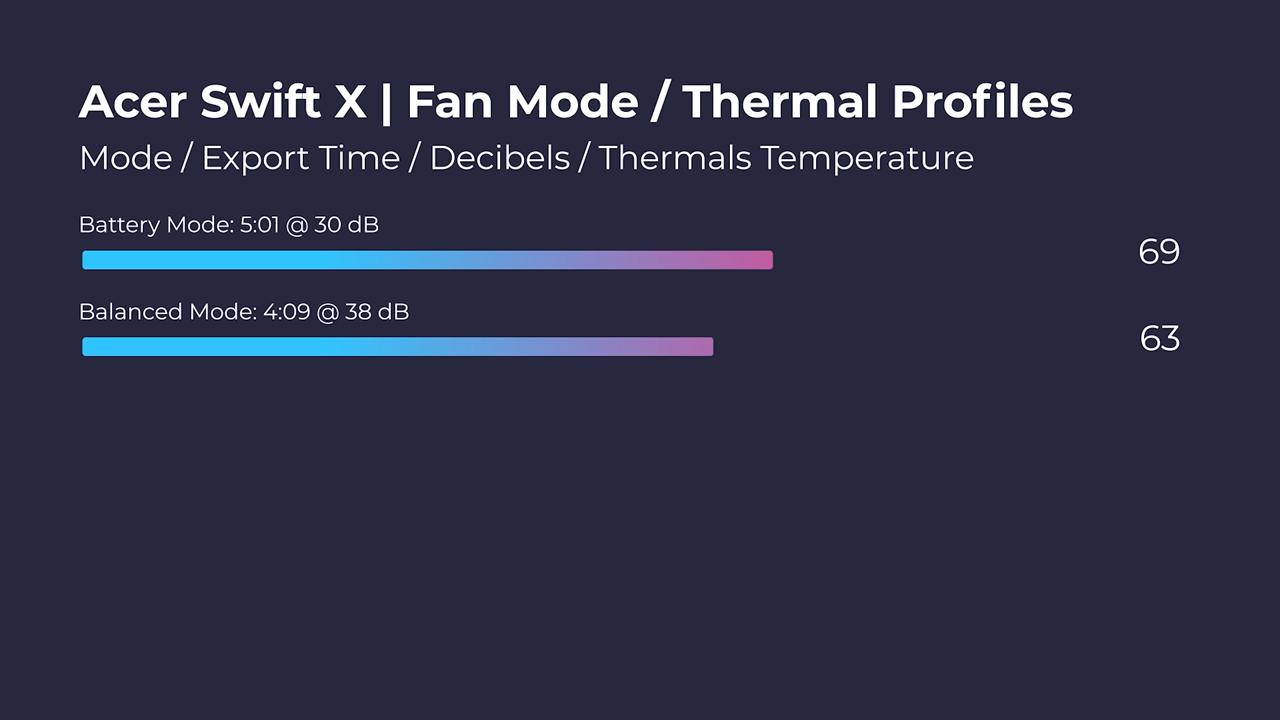 Acer Swift X | Fan Mode / Thermal Profiles
Mode / Export Time / Decibels / Thermals Temperature
Battery Mode: 5:01 @ 30 dB
69
Balanced Mode: 4:09 @ 38 dB
63